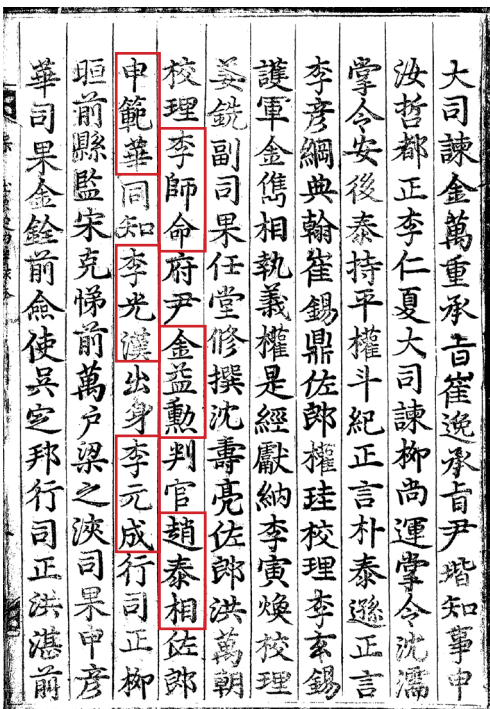 大司諫金萬重承旨崔逸承旨尹堦知事申
汝哲都正李仁夏大司諫柳尚運掌令沈濡
掌令安後泰持平權斗紀正言朴泰遜正言
李彦綱典翰崔錫鼎佐郎權珪校理李玄錫
護軍金儁相執義權是經獻納李寅煥校理
姜銑副司果任堂修撰沈壽亮佐郎洪萬朝
校理李師命府尹金益勳判官趙泰相佐郎
申範華同知李光漢出身李元成行司正柳
晅前縣監宋克悌前萬戶梁之浹司果申彦
華司果金銓前僉使吳定邦行司正洪湛前